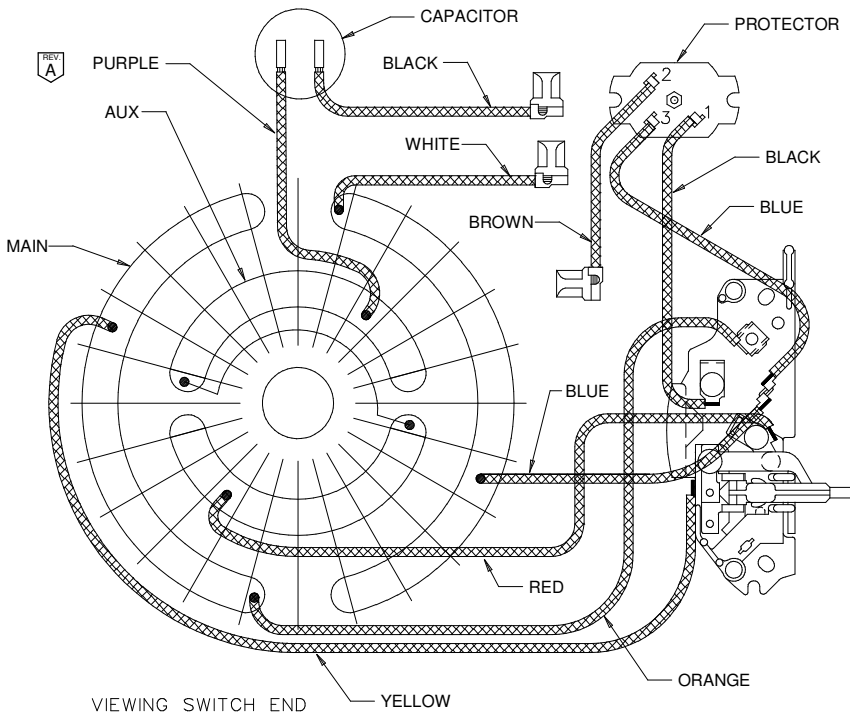 CAPACITOR
PROTECTOR
REV.
A
PURPLE
BLACK
2
AUX
3
1
WHITE
BLACK
BLUE
BROWN
MAIN
BLUE
RED
ORANGE
YELLOW
VIEWING SWITCH END